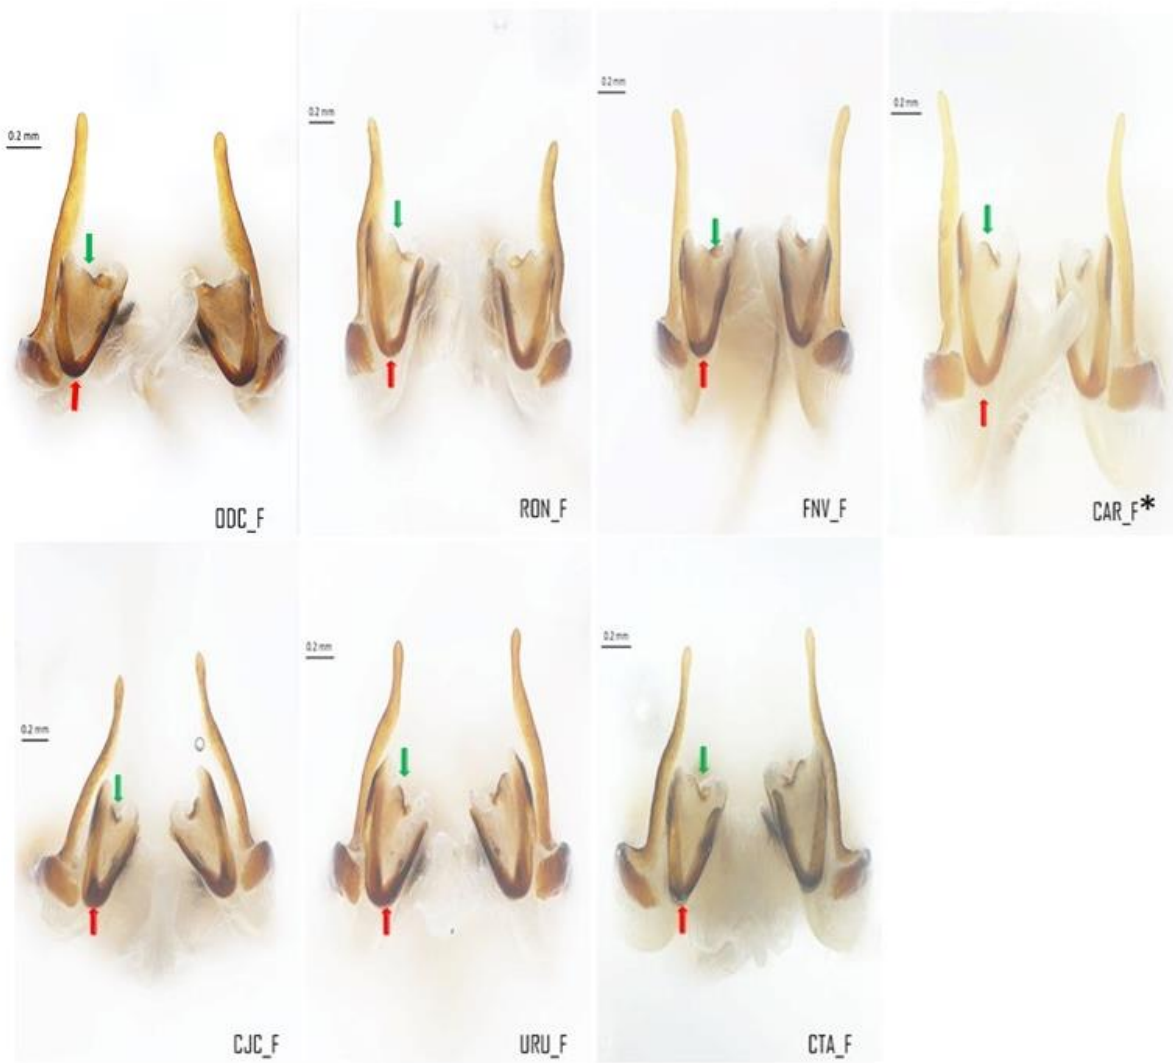 0.2 mm
0.2 mm
0.2 mm
0.2 mm
ODC_F
RON_F
FNV_F
CAR_F*
0.2 mm
0.2 mm
0.2 mm
CJC_F
URU_F
CTA_F